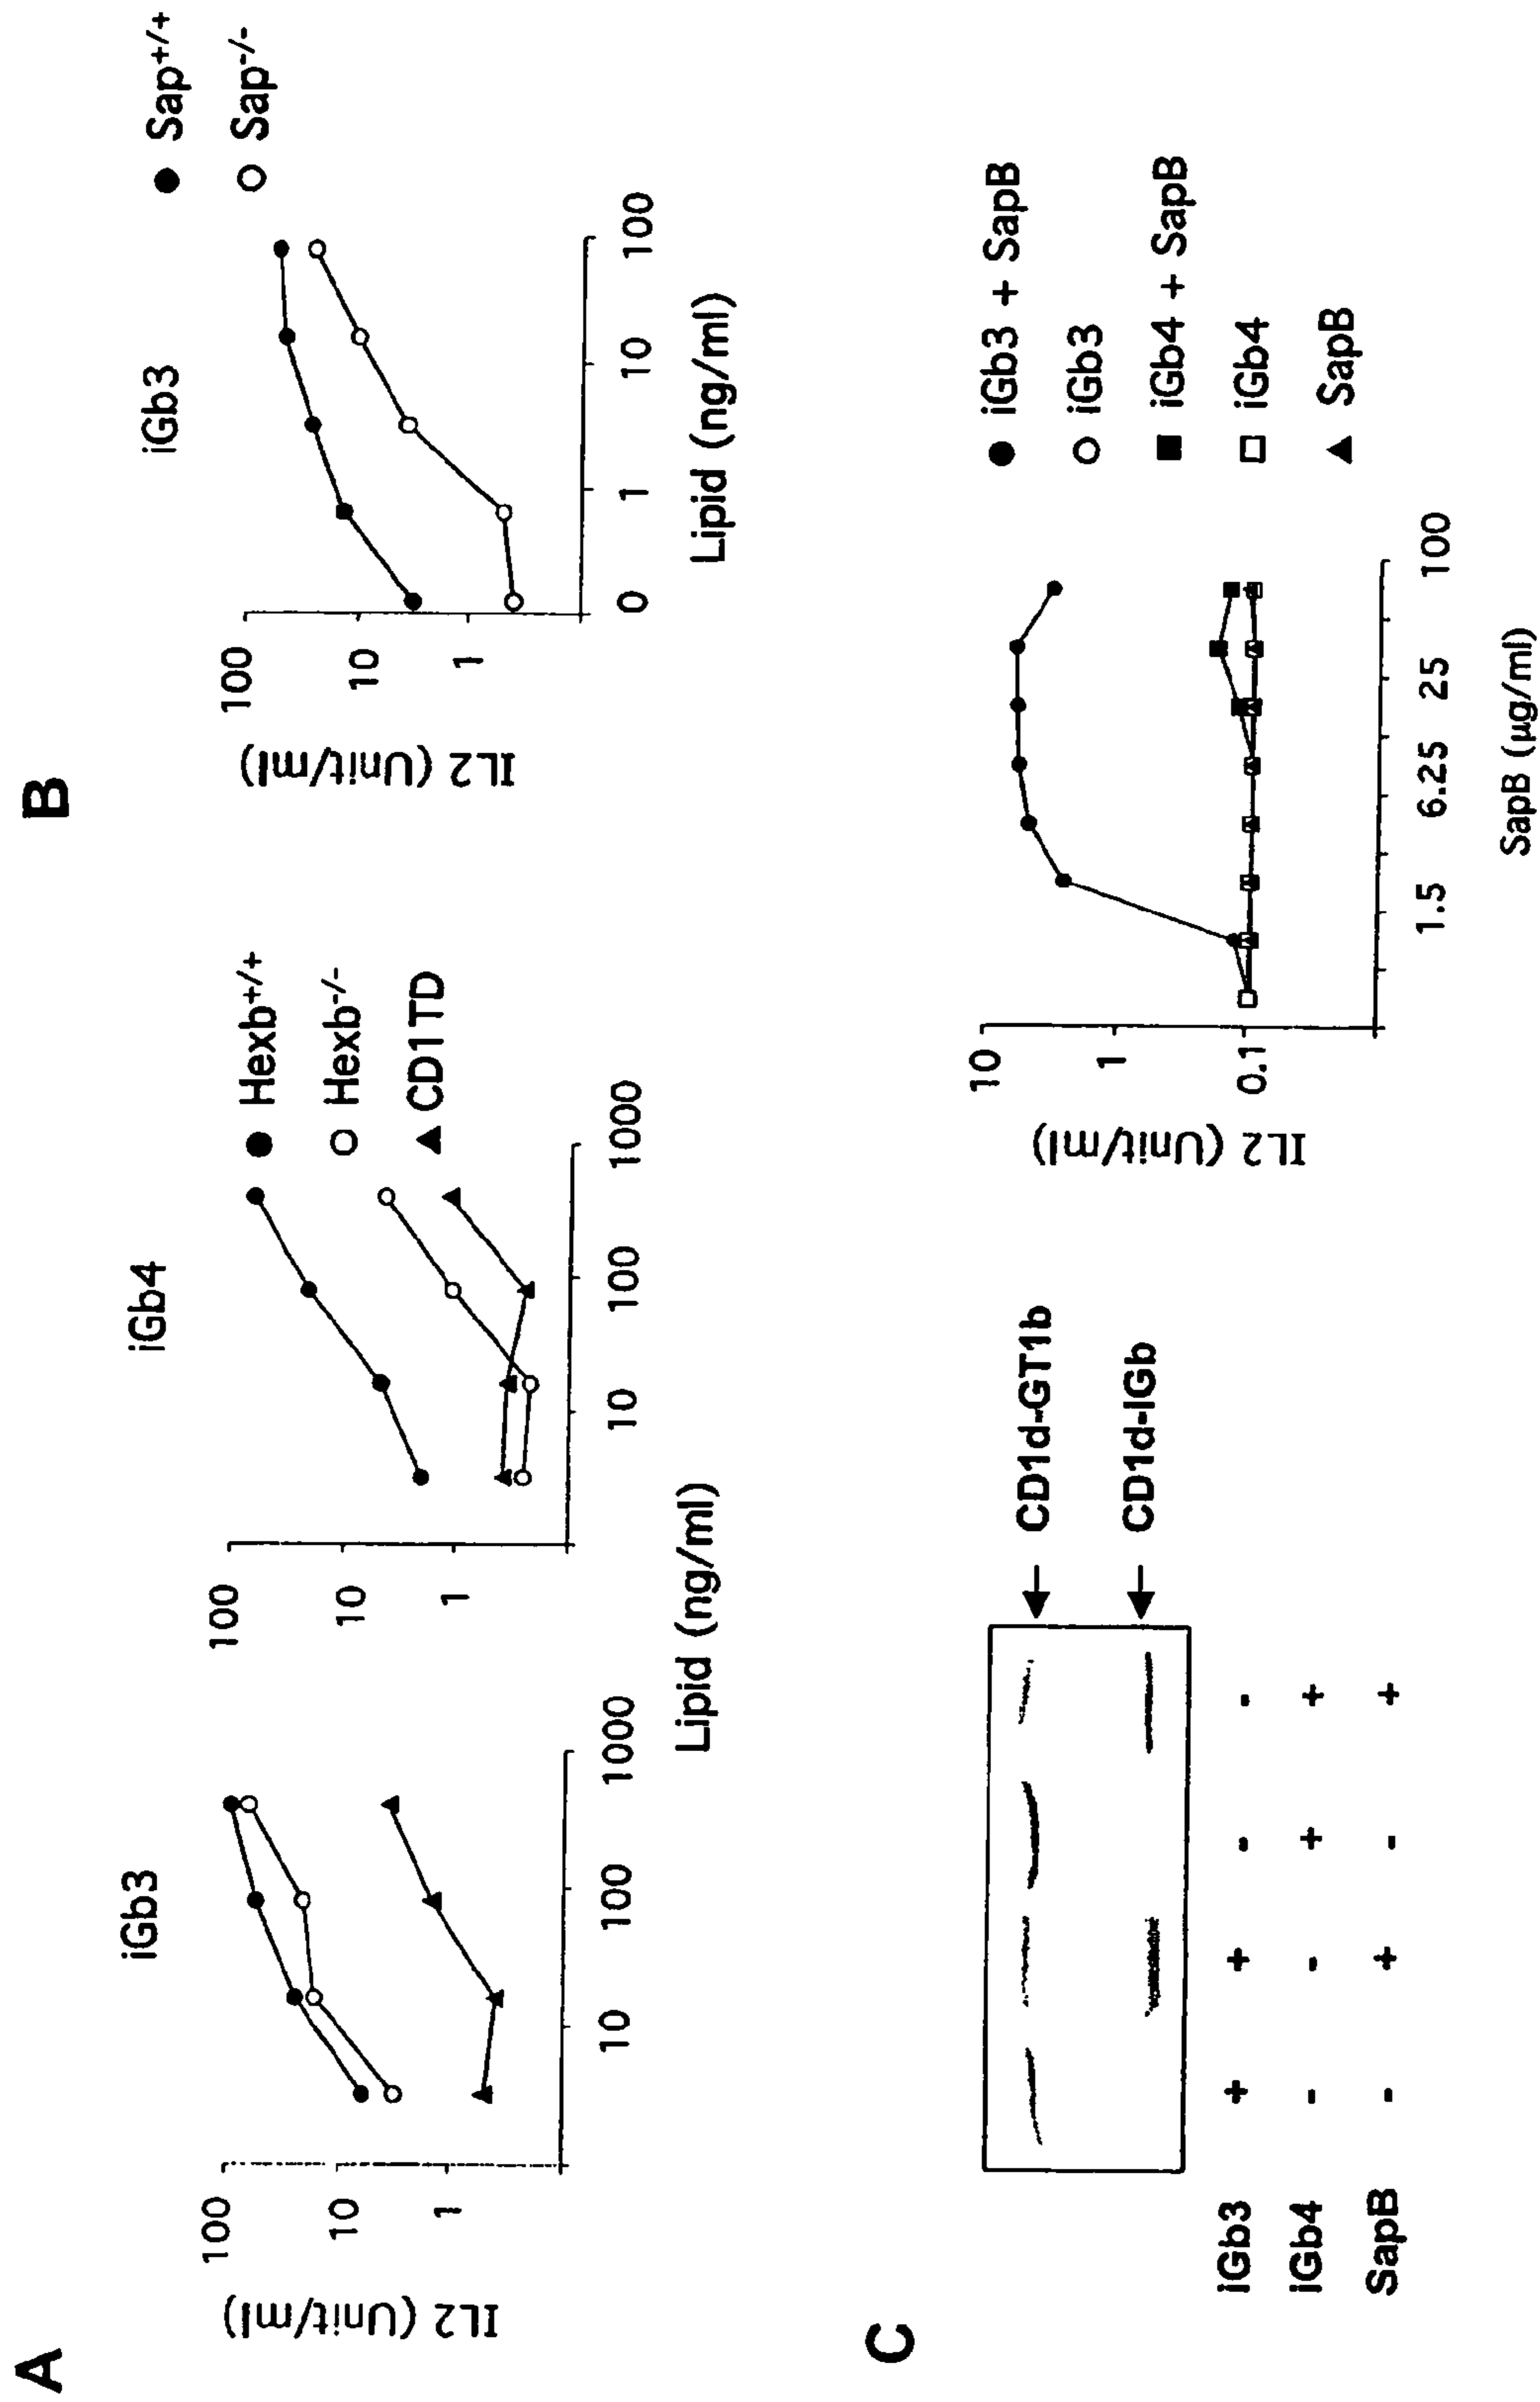 A
iGb3
iGb4
IL2 (Unit/ml)
100
10
1
10
100
1000
100
10
1
10
100
1000
Lipid (ng/ml)
Hexb+/+
Hexb-/-
CD1TD
B
iGb3
IL2 (Unit/ml)
100
10
1
0
1
10
100
Lipid (ng/ml)
Sap+/+
Sap-/-
C
CD1d-GT1b
CD1d-iGb
iGb3 + + - -
iGb4 - - + +
SapB - + - +
IL2 (Unit/ml)
10
1
0.1
1.5
6.25
25
100
SapB (μg/ml)
iGb3 + SapB
iGb3
iGb4 + SapB
iGb4
SapB